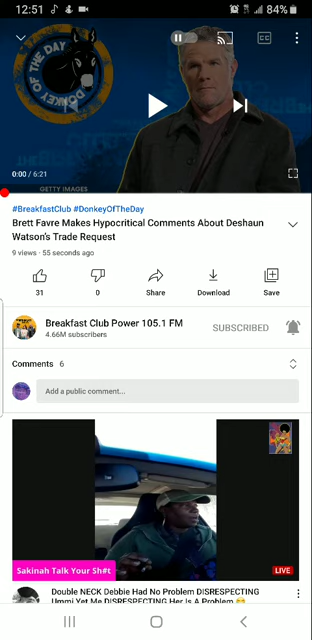 12:51
84%
DONKEY OF THE DAY
CC
0:00 / 6:21
GETTY IMAGES
#BreakfastClub #DonkeyOfTheDay
Brett Favre Makes Hypocritical Comments About Deshaun
Watson's Trade Request
9 views · 55 seconds ago
31
0
Share
Download
Save
Breakfast Club Power 105.1 FM
4.66M subscribers
SUBSCRIBED
Comments 6
Add a public comment...
Sakinah Talk Your Sh#t
LIVE
Double NECK Debbie Had No Problem DISRESPECTING
Ummi Yet Me DISRESPECTING Her Is A Problem 😁